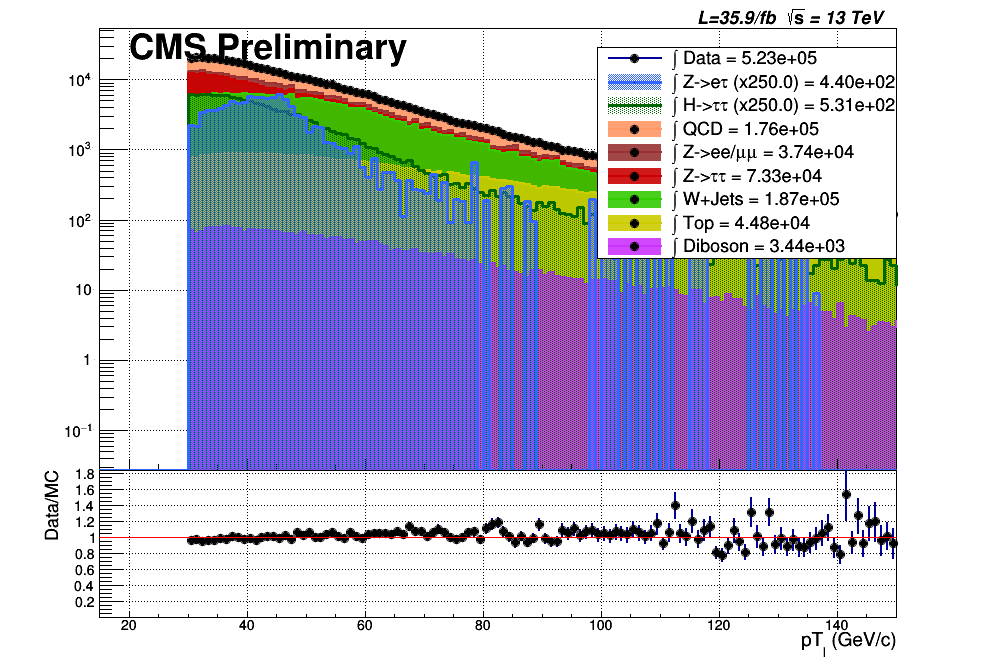 L=35.9/fb √s = 13 TeV
CMS Preliminary
∫ Data = 5.23e+05
∫ Z->eτ (x250.0) = 4.40e+02
∫ H->ττ (x250.0) = 5.31e+02
∫ QCD = 1.76e+05
∫ Z->ee/μμ = 3.74e+04
∫ Z->ττ = 7.33e+04
∫ W+Jets = 1.87e+05
∫ Top = 4.48e+04
∫ Diboson = 3.44e+03
10⁴
10³
10²
10
1
10⁻¹
Data/MC
1.8
1.6
1.4
1.2
1
0.8
0.6
0.4
0.2
20 40 60 80 100 120 140
pT_l (GeV/c)